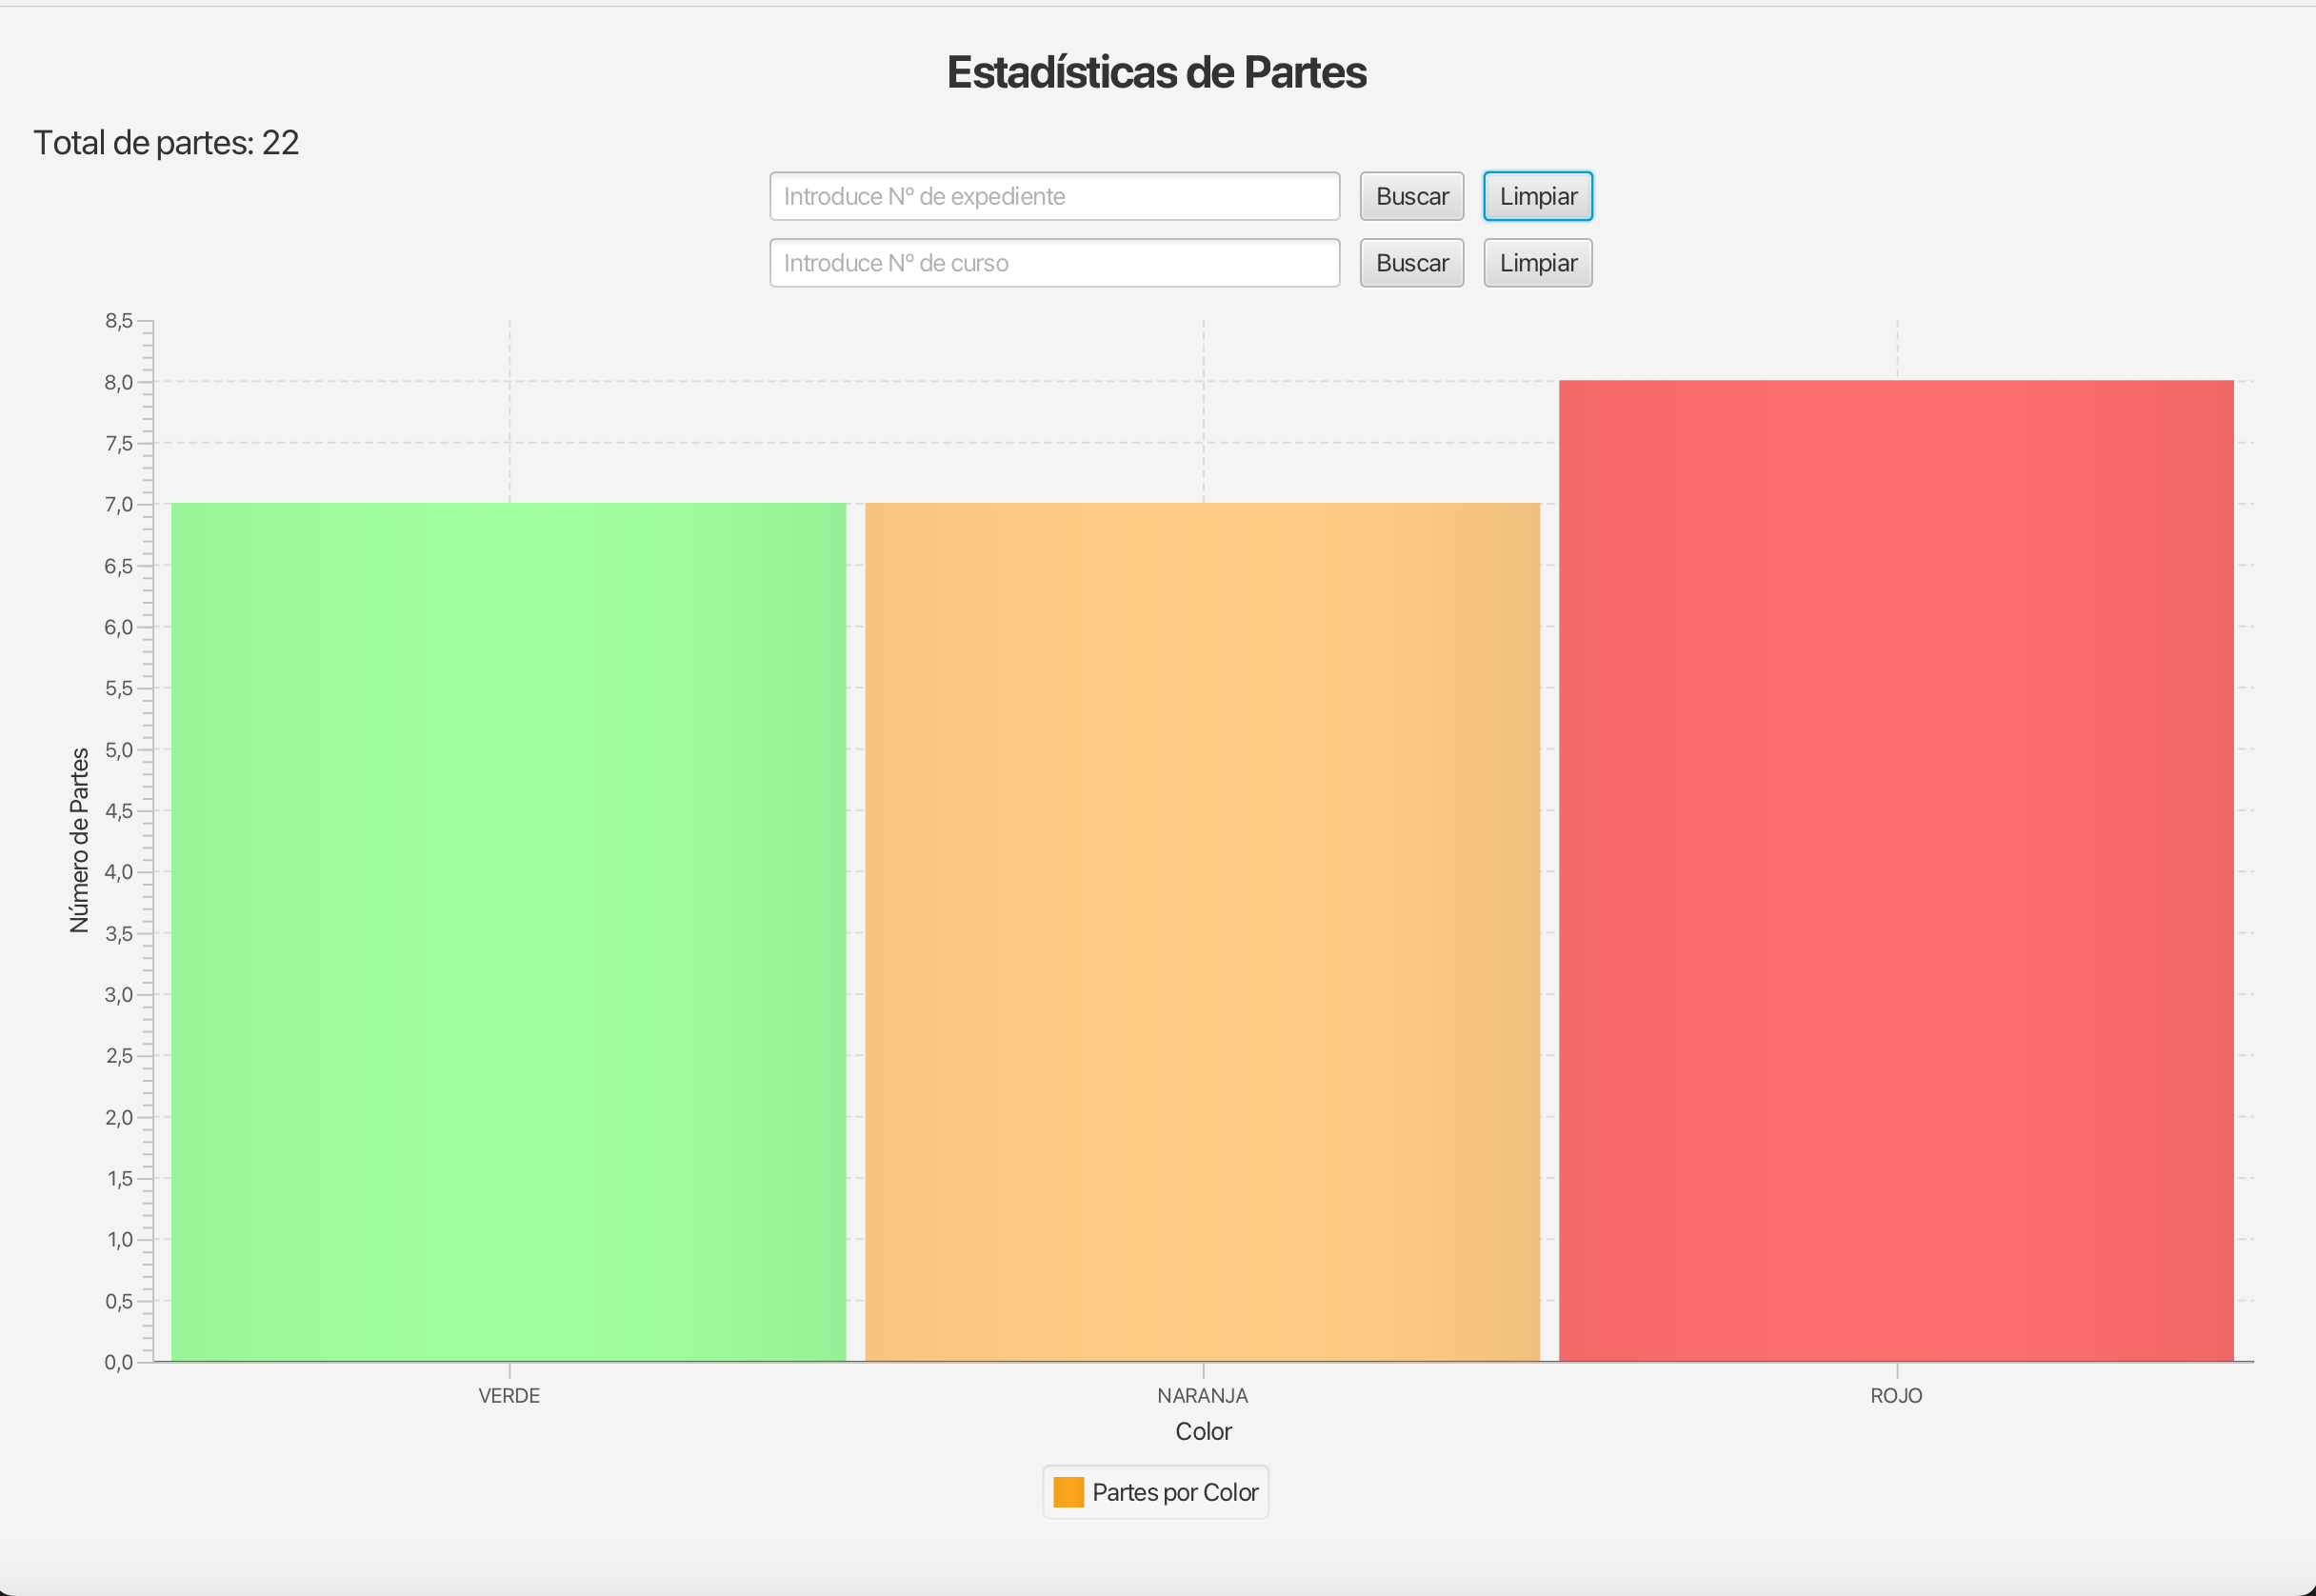 Estadísticas de Partes
Total de partes: 22
Introduce Nº de expediente Buscar Limpiar
Introduce Nº de curso Buscar Limpiar
8,5
8,0
7,5
7,0
6,5
6,0
5,5
5,0
4,5
4,0
3,5
3,0
2,5
2,0
1,5
1,0
0,5
0,0
Número de Partes
VERDE NARANJA ROJO
Color
Partes por Color